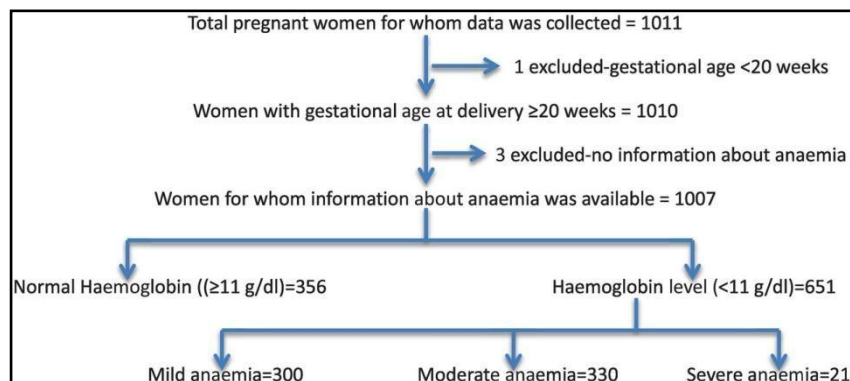 Total pregnant women for whom data was collected = 1011
1 excluded-gestational age <20 weeks
Women with gestational age at delivery ≥20 weeks = 1010
3 excluded-no information about anaemia
Women for whom information about anaemia was available = 1007
Normal Haemoglobin ((≥11 g/dl)=356
Haemoglobin level (<11 g/dl)=651
Mild anaemia=300
Moderate anaemia=330
Severe anaemia=21